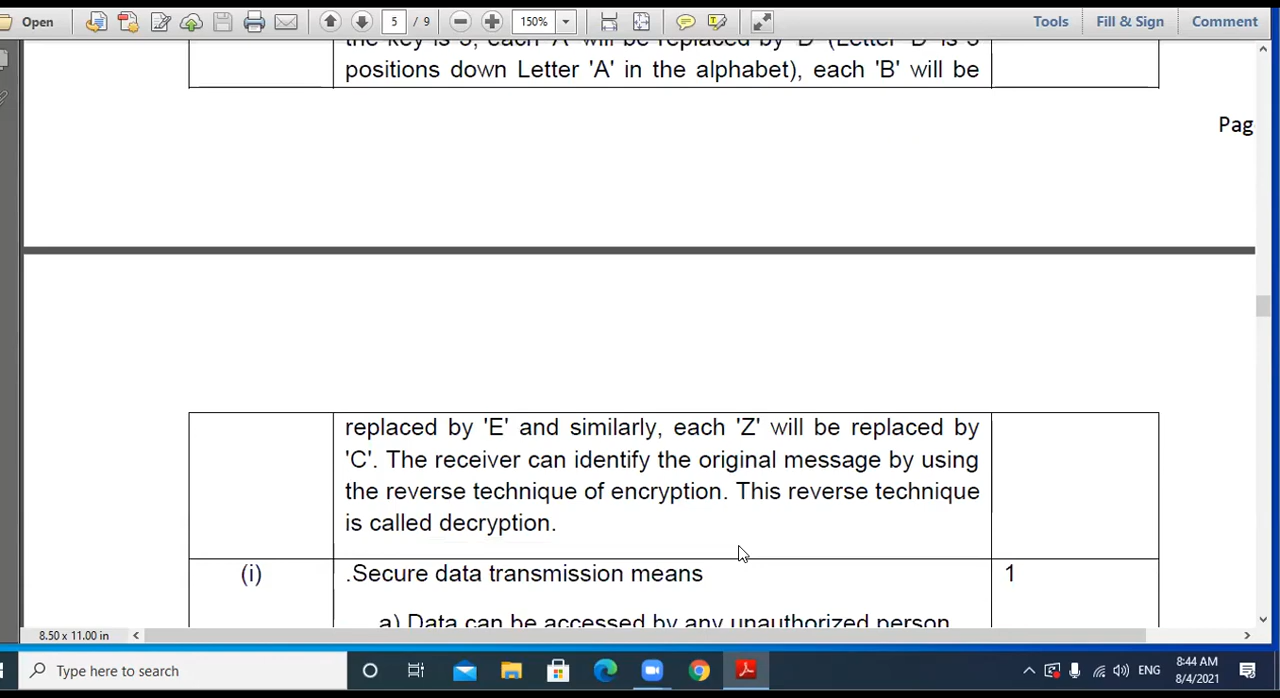 Open
5 / 9
150%
Tools
Fill & Sign
Comment
the key is 3, each 'A' will be replaced by 'D' (Letter 'D' is 3
positions down Letter 'A' in the alphabet), each 'B' will be
Pag
replaced by 'E' and similarly, each 'Z' will be replaced by
'C'. The receiver can identify the original message by using
the reverse technique of encryption. This reverse technique
is called decryption.
(i)
.Secure data transmission means
1
a) Data can be accessed by any unauthorized person
8.50 x 11.00 in
Type here to search
ENG
8:44 AM
8/4/2021